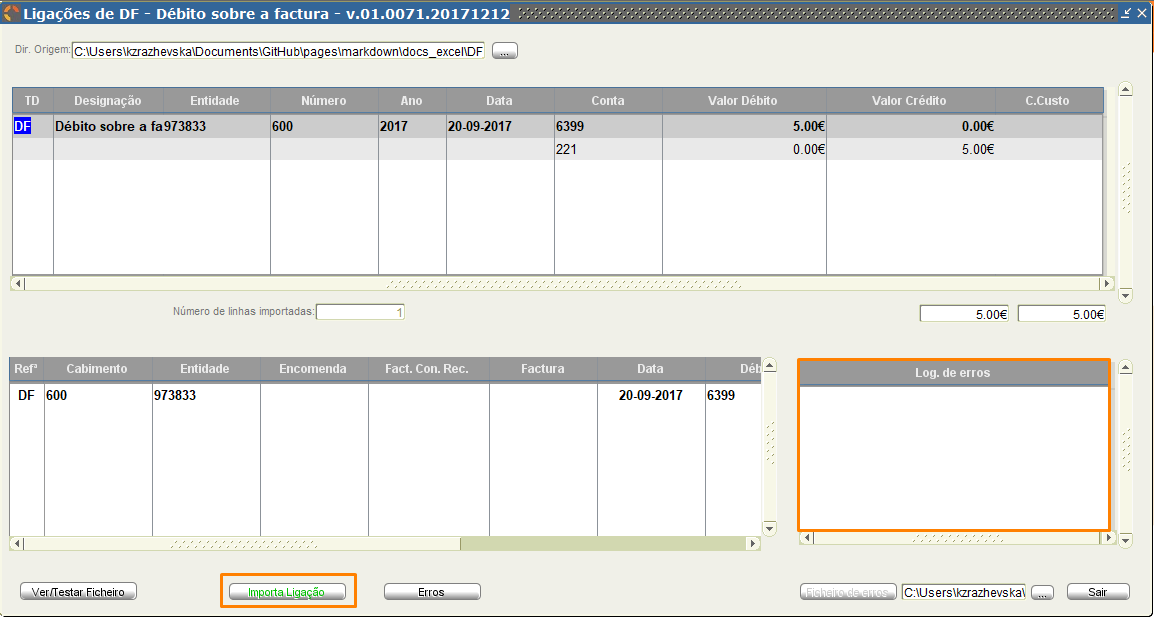 Ligações de DF - Débito sobre a factura - v.01.0071.20171212
Dir. Origem: C:\Users\kzrazhevska\Documents\GitHub\pages\markdown\docs_excel\DF ...
TD Designação Entidade Número Ano Data Conta Valor Débito Valor Crédito C.Custo
DF Débito sobre a fa 973833 600 2017 20-09-2017 6399 5.00€ 0.00€
221 0.00€ 5.00€
Número de linhas importadas: 1 5.00€ 5.00€
Refª Cabimento Entidade Encomenda Fact. Con. Rec. Factura Data Déb
DF 600 973833 20-09-2017 6399
Log. de erros
Ver/Testar Ficheiro Importa Ligação Erros Ficheiro de erros C:\Users\kzrazhevska\ ... Sair